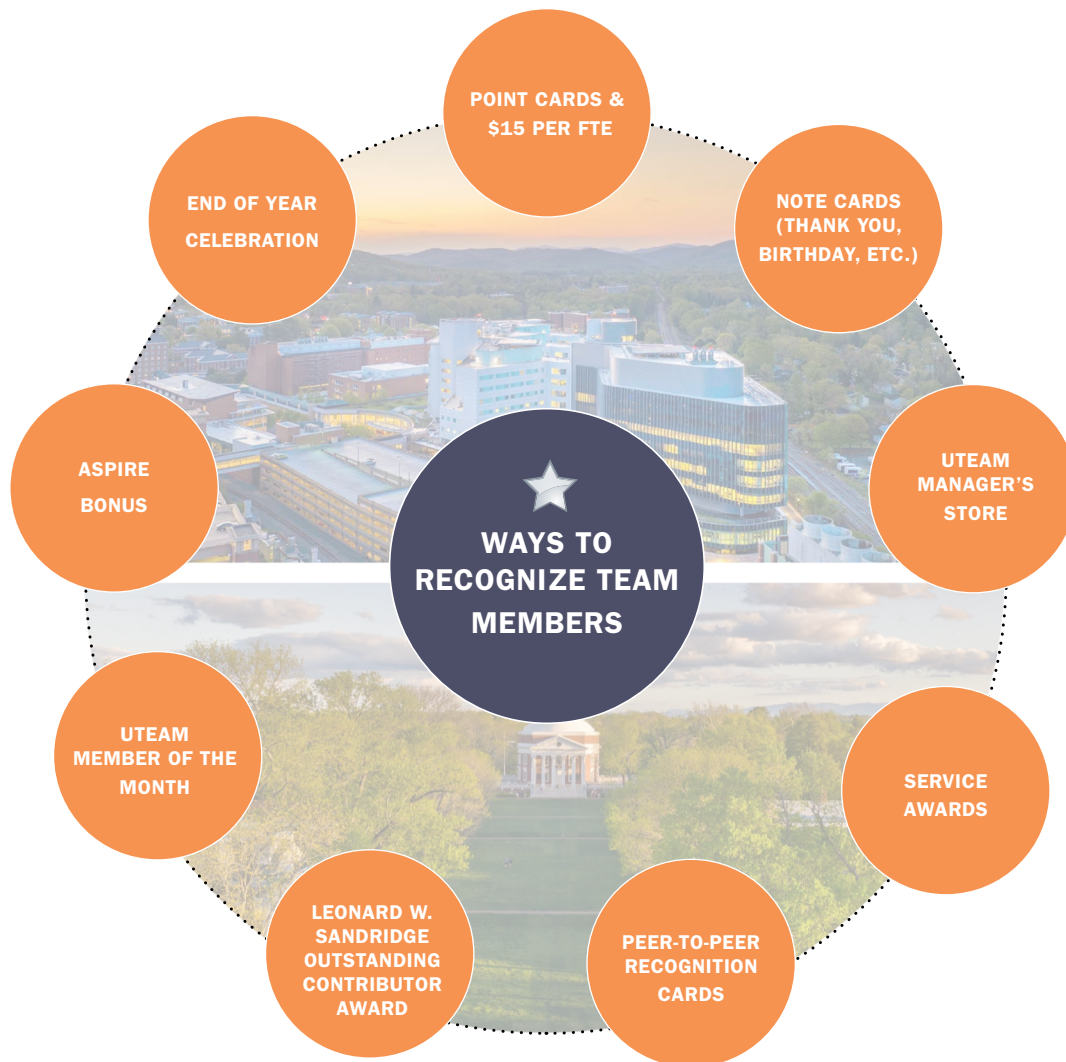 POINT CARDS &
$15 PER FTE
NOTE CARDS
(THANK YOU,
BIRTHDAY, ETC.)
UTEAM
MANAGER'S
STORE
SERVICE
AWARDS
PEER-TO-PEER
RECOGNITION
CARDS
LEONARD W.
SANDRIDGE
OUTSTANDING
CONTRIBUTOR
AWARD
UTEAM
MEMBER OF THE
MONTH
ASPIRE
BONUS
END OF YEAR
CELEBRATION
WAYS TO
RECOGNIZE TEAM
MEMBERS